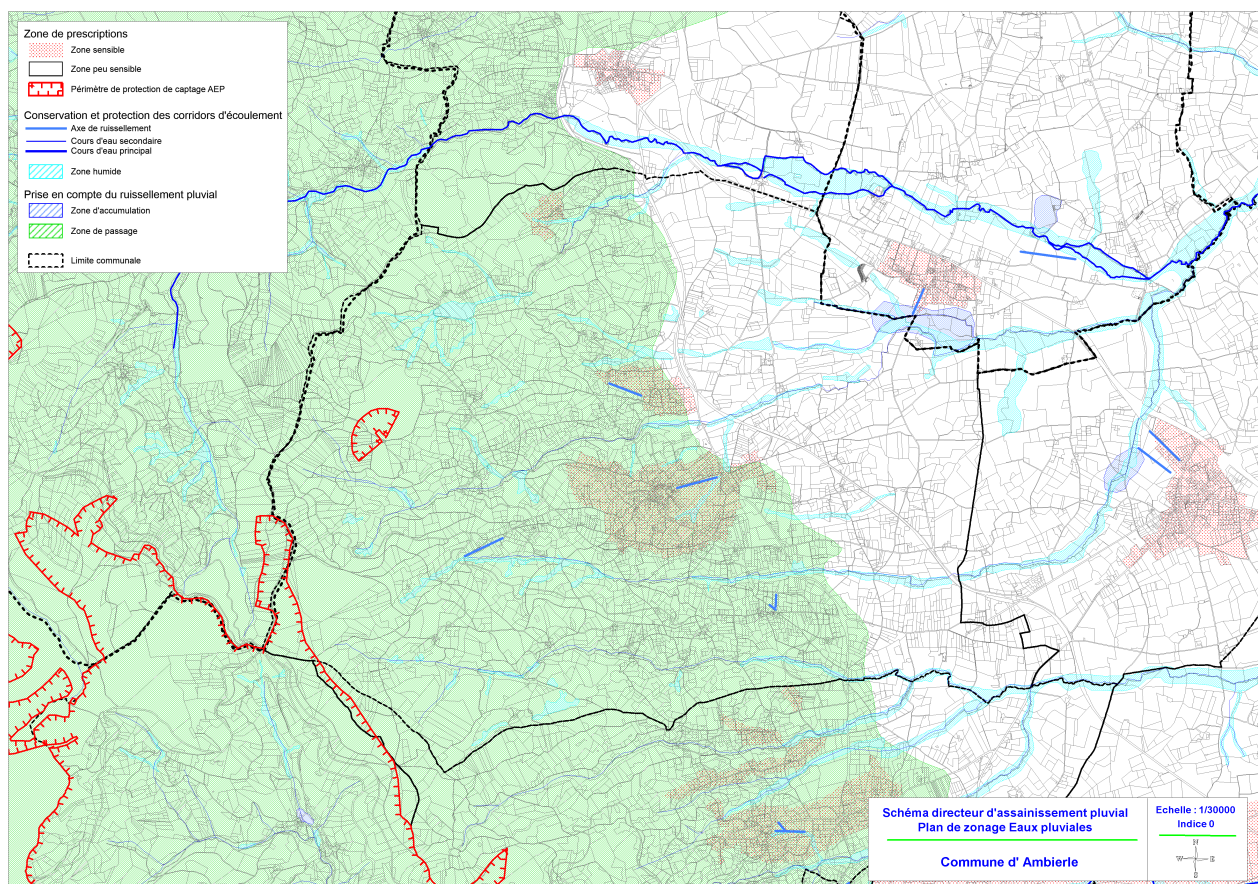 Zone de prescriptions
Zone sensible
Zone peu sensible
Périmètre de protection de captage AEP
Conservation et protection des corridors d'écoulement
Axe de ruissellement
Cours d'eau secondaire
Cours d'eau principal
Zone humide
Prise en compte du ruissellement pluvial
Zone d'accumulation
Zone de passage
Limite communale
Schéma directeur d'assainissement pluvial
Plan de zonage Eaux pluviales
Commune d' Ambierle
Echelle : 1/30000
Indice 0
N
W
E
S